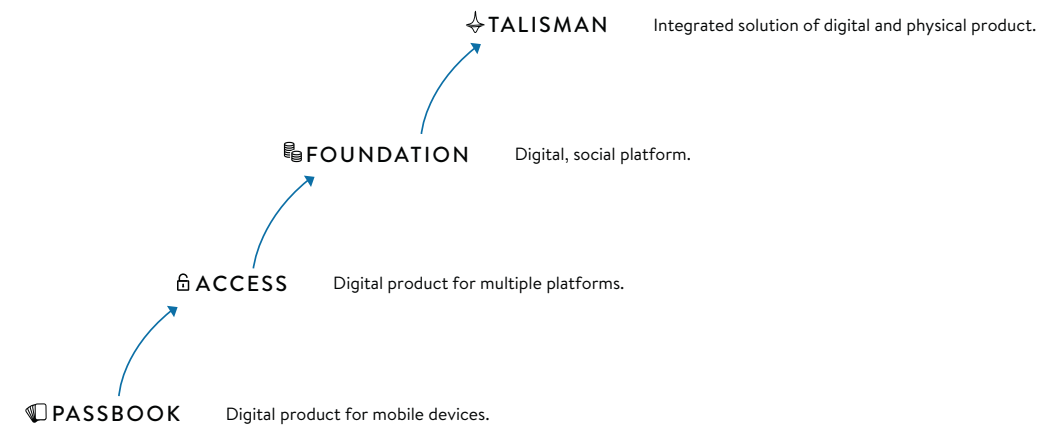 TALISMAN Integrated solution of digital and physical product.
FOUNDATION Digital, social platform.
ACCESS Digital product for multiple platforms.
PASSBOOK Digital product for mobile devices.